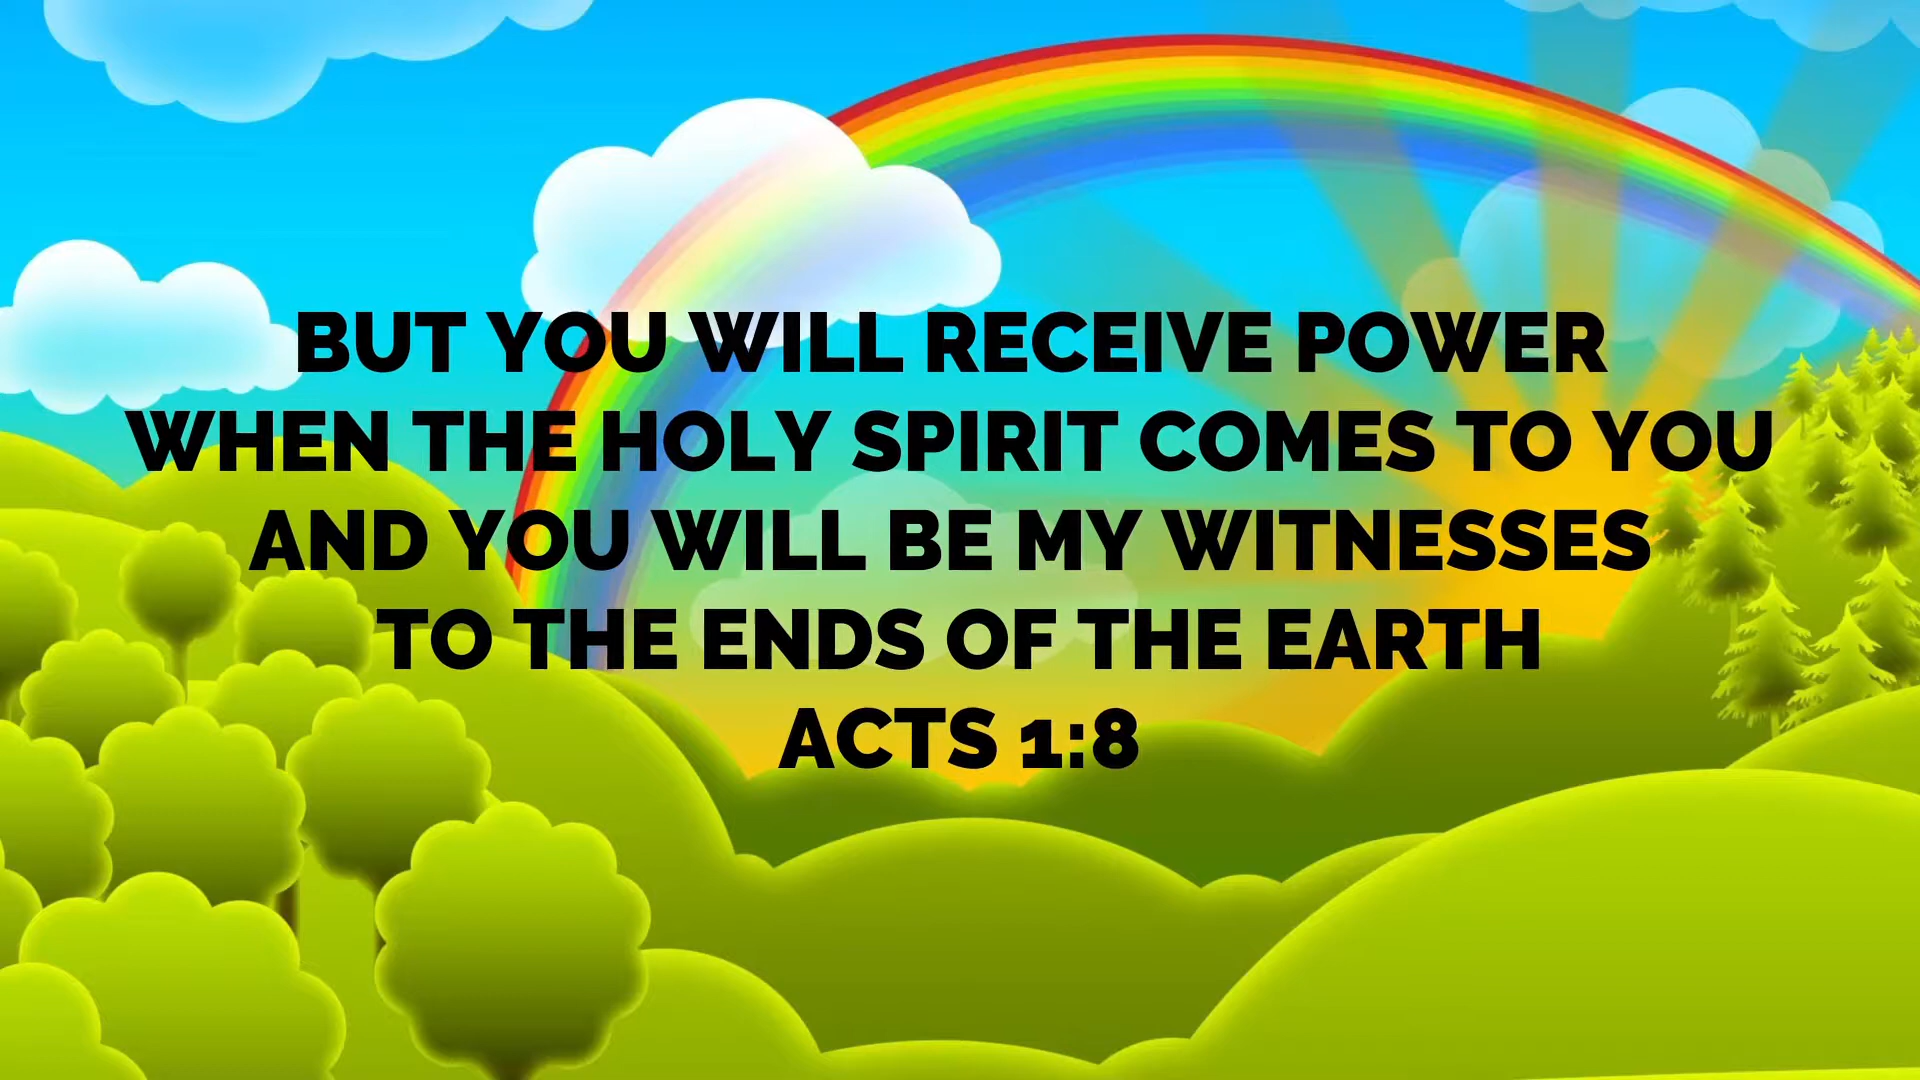 BUT YOU WILL RECEIVE POWER
WHEN THE HOLY SPIRIT COMES TO YOU
AND YOU WILL BE MY WITNESSES
TO THE ENDS OF THE EARTH
ACTS 1:8